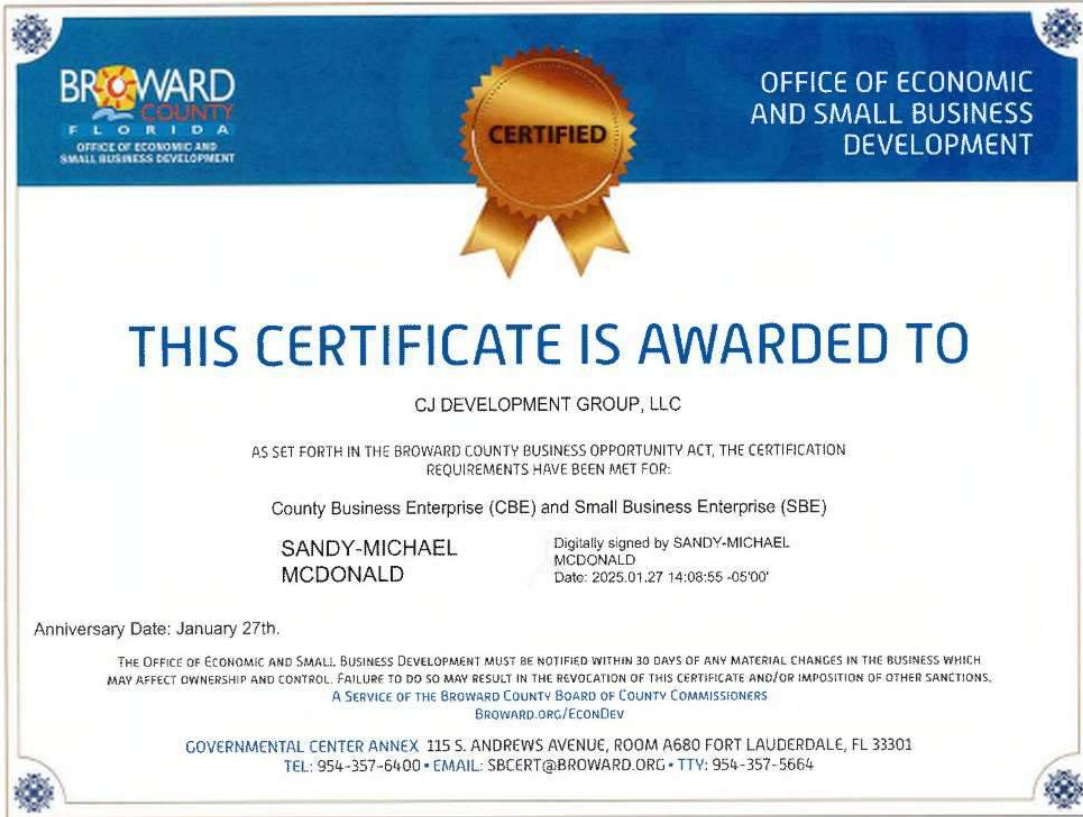 BROWARD
COUNTY
FLORIDA
OFFICE OF ECONOMIC AND
SMALL BUSINESS DEVELOPMENT
CERTIFIED
OFFICE OF ECONOMIC
AND SMALL BUSINESS
DEVELOPMENT
THIS CERTIFICATE IS AWARDED TO
CJ DEVELOPMENT GROUP, LLC
AS SET FORTH IN THE BROWARD COUNTY BUSINESS OPPORTUNITY ACT, THE CERTIFICATION
REQUIREMENTS HAVE BEEN MET FOR:
County Business Enterprise (CBE) and Small Business Enterprise (SBE)
SANDY-MICHAEL
MCDONALD
Digitally signed by SANDY-MICHAEL
MCDONALD
Date: 2025.01.27 14:08:55 -05'00'
Anniversary Date: January 27th.
THE OFFICE OF ECONOMIC AND SMALL BUSINESS DEVELOPMENT MUST BE NOTIFIED WITHIN 30 DAYS OF ANY MATERIAL CHANGES IN THE BUSINESS WHICH
MAY AFFECT OWNERSHIP AND CONTROL. FAILURE TO DO SO MAY RESULT IN THE REVOCATION OF THIS CERTIFICATE AND/OR IMPOSITION OF OTHER SANCTIONS.
A SERVICE OF THE BROWARD COUNTY BOARD OF COUNTY COMMISSIONERS
BROWARD.ORG/ECONDEV
GOVERNMENTAL CENTER ANNEX 115 S. ANDREWS AVENUE, ROOM A680 FORT LAUDERDALE, FL 33301
TEL: 954-357-6400 • EMAIL: SBCERT@BROWARD.ORG • TTY: 954-357-5664